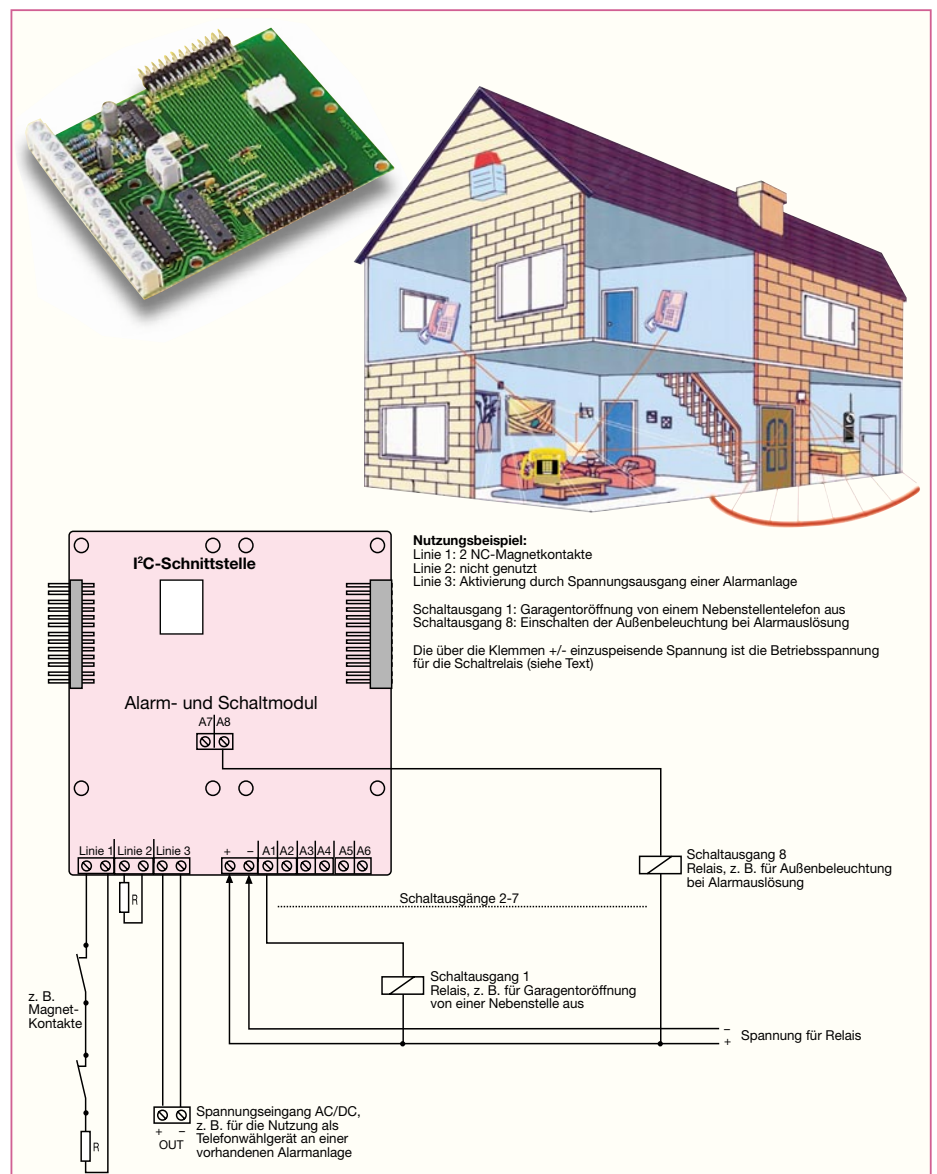 Nutzungsbeispiel:
Linie 1: 2 NC-Magnetkontakte
Linie 2: nicht genutzt
Linie 3: Aktivierung durch Spannungsausgang einer Alarmanlage
Schaltausgang 1: Garagentoröffnung von einem Nebenstellentelefon aus
Schaltausgang 8: Einschalten der Außenbeleuchtung bei Alarmauslösung
Die über die Klemmen +/- einzuspeisende Spannung ist die Betriebsspannung
für die Schaltrelais (siehe Text)
I²C-Schnittstelle
Alarm- und Schaltmodul
A7 A8
Linie 1 Linie 2 Linie 3 + – A1 A2 A3 A4 A5 A6
R
Schaltausgänge 2-7
Schaltausgang 8
Relais, z. B. für Außenbeleuchtung
bei Alarmauslösung
Schaltausgang 1
Relais, z. B. für Garagentoröffnung
von einer Nebenstelle aus
z. B.
Magnet-
Kontakte
–
+ Spannung für Relais
R
+ –
OUT
Spannungseingang AC/DC,
z. B. für die Nutzung als
Telefonwählgerät an einer
vorhandenen Alarmanlage